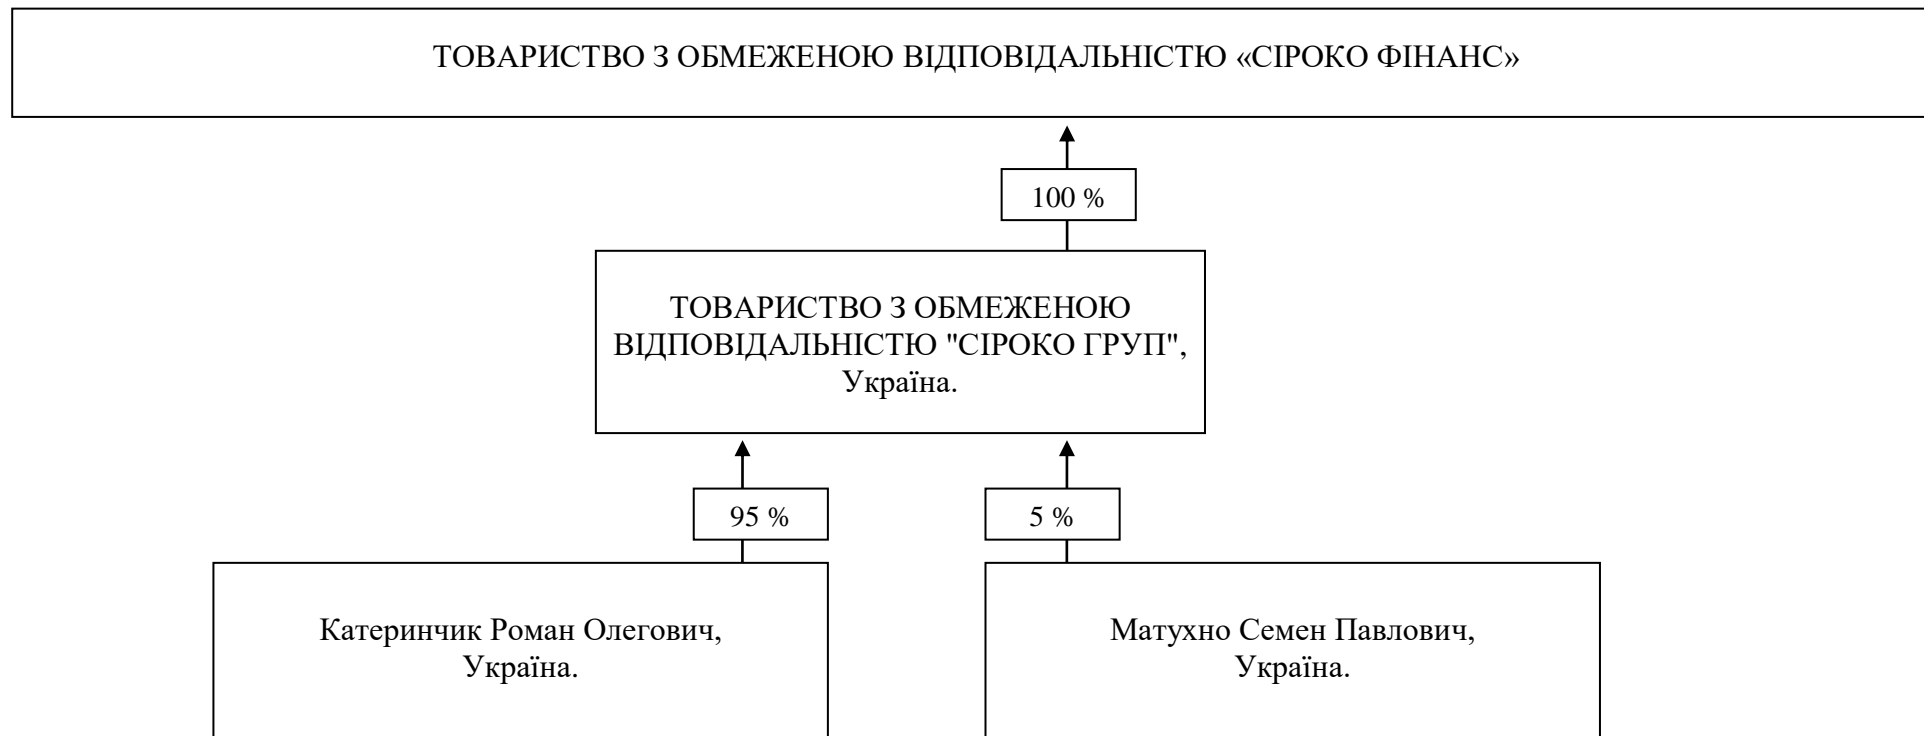 ТОВАРИСТВО З ОБМЕЖЕНОЮ ВІДПОВІДАЛЬНІСТЮ «СІРОКО ФІНАНС»
100 %
ТОВАРИСТВО З ОБМЕЖЕНОЮ
ВІДПОВІДАЛЬНІСТЮ "СІРОКО ГРУП",
Україна.
95 %
5 %
Катеринчик Роман Олегович,
Україна.
Матухно Семен Павлович,
Україна.